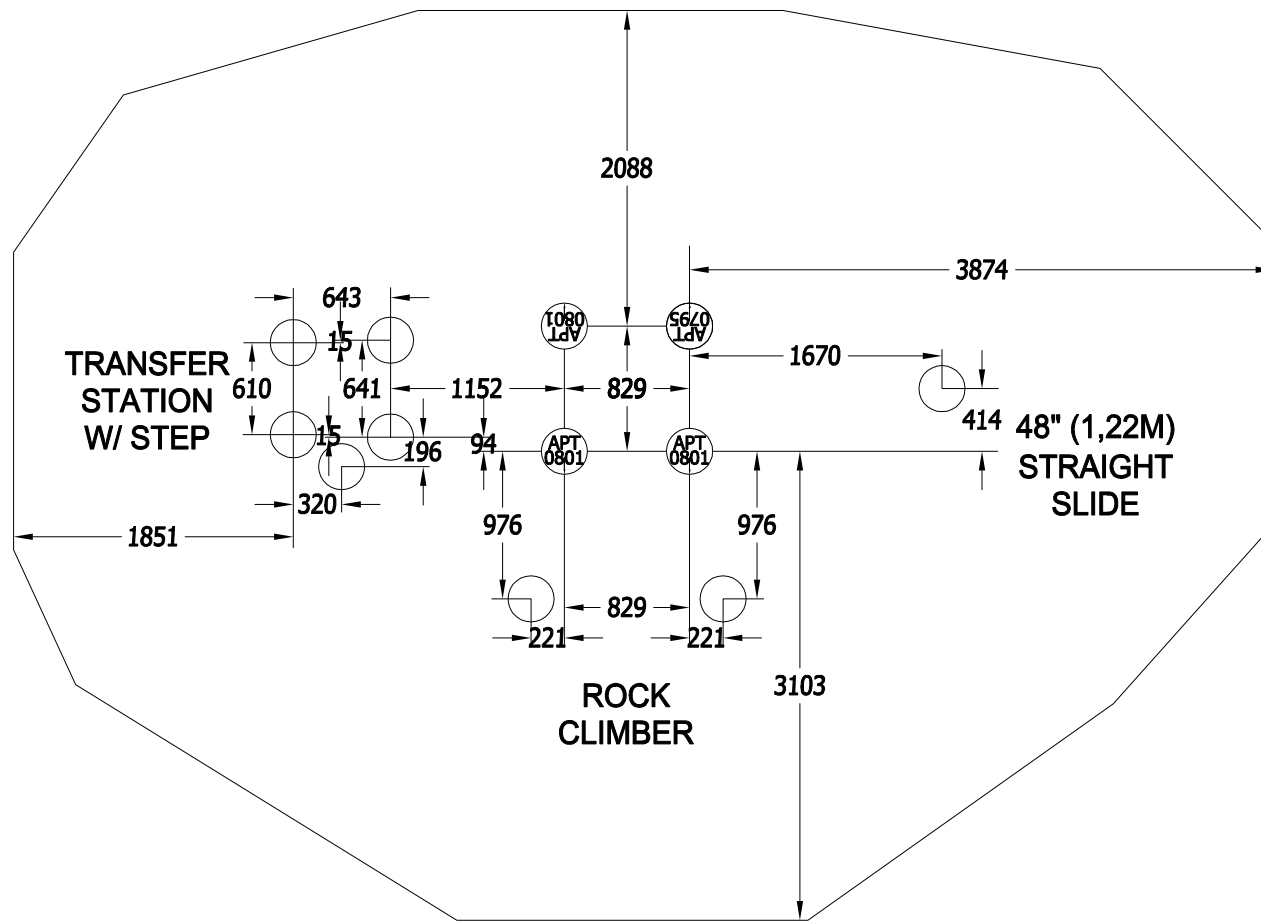 2088
3874
643
APT
0801
APT
0795
15
TRANSFER
STATION
W/ STEP
610
641
1152
829
829
1670
414
48" (1,22M)
STRAIGHT
SLIDE
15
196
94
APT
0801
APT
0801
320
1851
976
976
829
221
221
3103
ROCK
CLIMBER